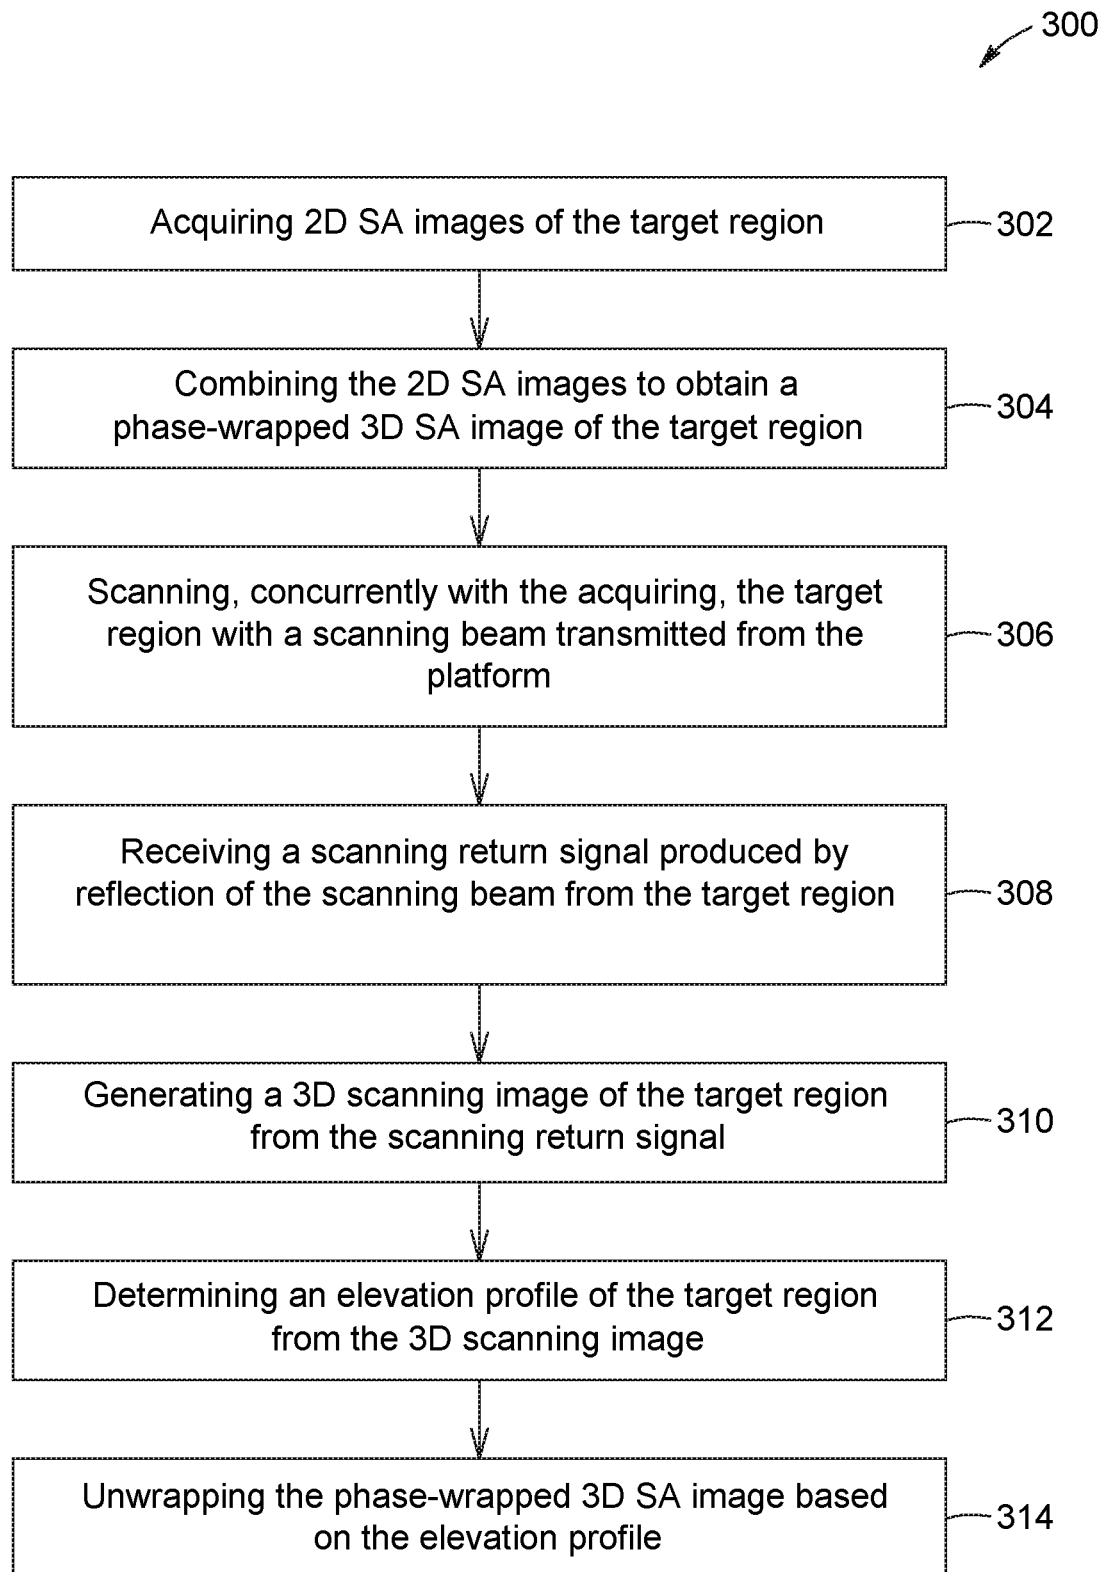 300
Acquiring 2D SA images of the target region
302
Combining the 2D SA images to obtain a
phase-wrapped 3D SA image of the target region
304
Scanning, concurrently with the acquiring, the target
region with a scanning beam transmitted from the
platform
306
Receiving a scanning return signal produced by
reflection of the scanning beam from the target region
308
Generating a 3D scanning image of the target region
from the scanning return signal
310
Determining an elevation profile of the target region
from the 3D scanning image
312
Unwrapping the phase-wrapped 3D SA image based
on the elevation profile
314